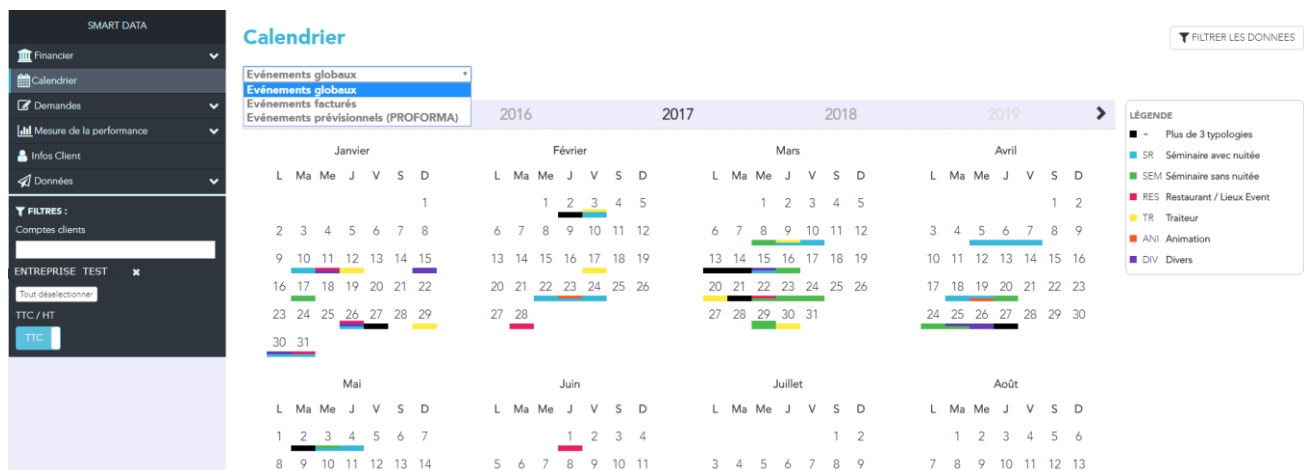 SMART DATA
Financier
Calendrier
Demandes
Mesure de la performance
Infos Client
Données
FILTRES :
Comptes clients
ENTREPRISE TEST ×
Tout déselectionner
TTC / HT
TTC
Calendrier
FILTRER LES DONNEES
Evénements globaux
Evénements globaux
Evénements facturés
Evénements prévisionnels (PROFORMA)
2016 2017 2018 2019
LÉGENDE
- Plus de 3 typologies
SR Séminaire avec nuitée
SEM Séminaire sans nuitée
RES Restaurant / Lieux Event
TR Traiteur
ANI Animation
DIV Divers
Janvier
L Ma Me J V S D
1
2 3 4 5 6 7 8
9 10 11 12 13 14 15
16 17 18 19 20 21 22
23 24 25 26 27 28 29
30 31
Février
L Ma Me J V S D
1 2 3 4 5
6 7 8 9 10 11 12
13 14 15 16 17 18 19
20 21 22 23 24 25 26
27 28
Mars
L Ma Me J V S D
1 2 3 4 5
6 7 8 9 10 11 12
13 14 15 16 17 18 19
20 21 22 23 24 25 26
27 28 29 30 31
Avril
L Ma Me J V S D
1 2
3 4 5 6 7 8 9
10 11 12 13 14 15 16
17 18 19 20 21 22 23
24 25 26 27 28 29 30
Mai
L Ma Me J V S D
1 2 3 4 5 6 7
8 9 10 11 12 13 14
Juin
L Ma Me J V S D
1 2 3 4
5 6 7 8 9 10 11
Juillet
L Ma Me J V S D
1 2
3 4 5 6 7 8 9
Août
L Ma Me J V S D
1 2 3 4 5 6
7 8 9 10 11 12 13